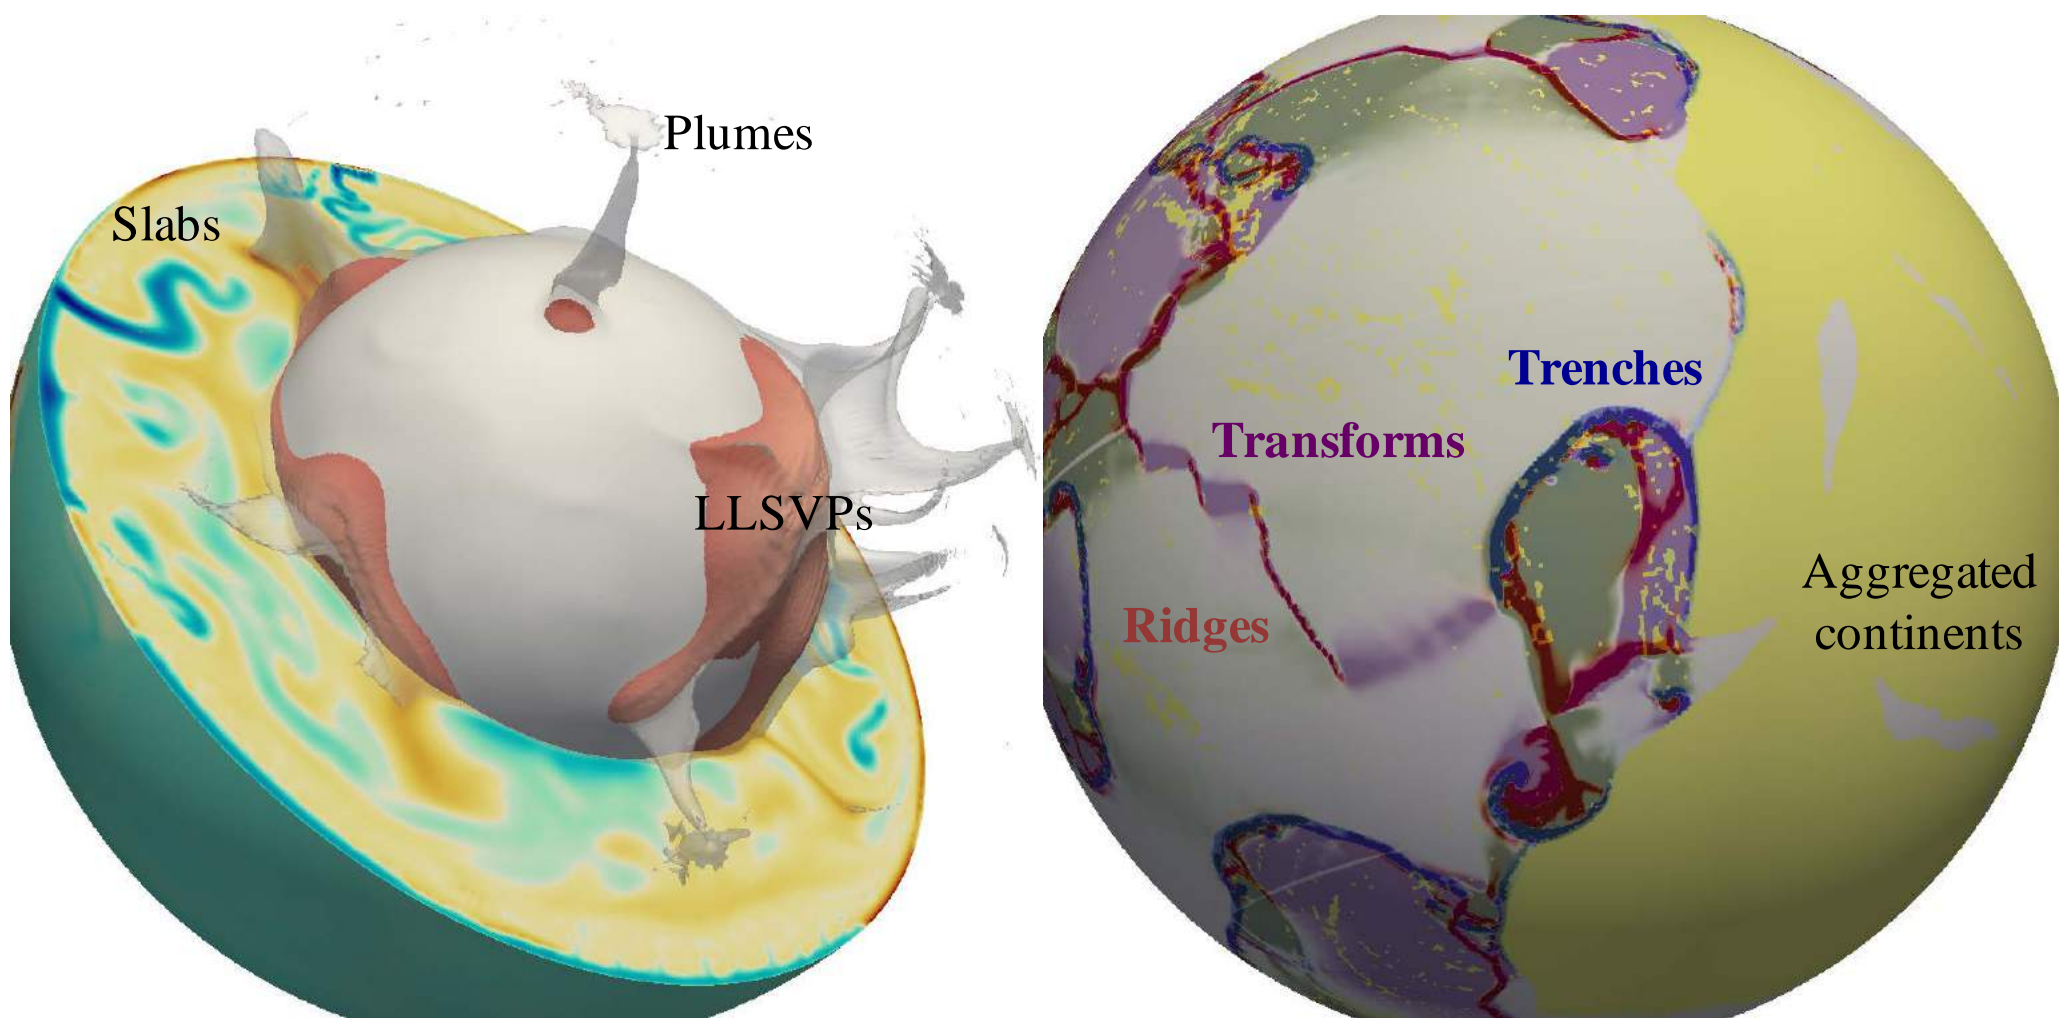 Plumes
Slabs
LLSVPs
Trenches
Transforms
Ridges
Aggregated
continents